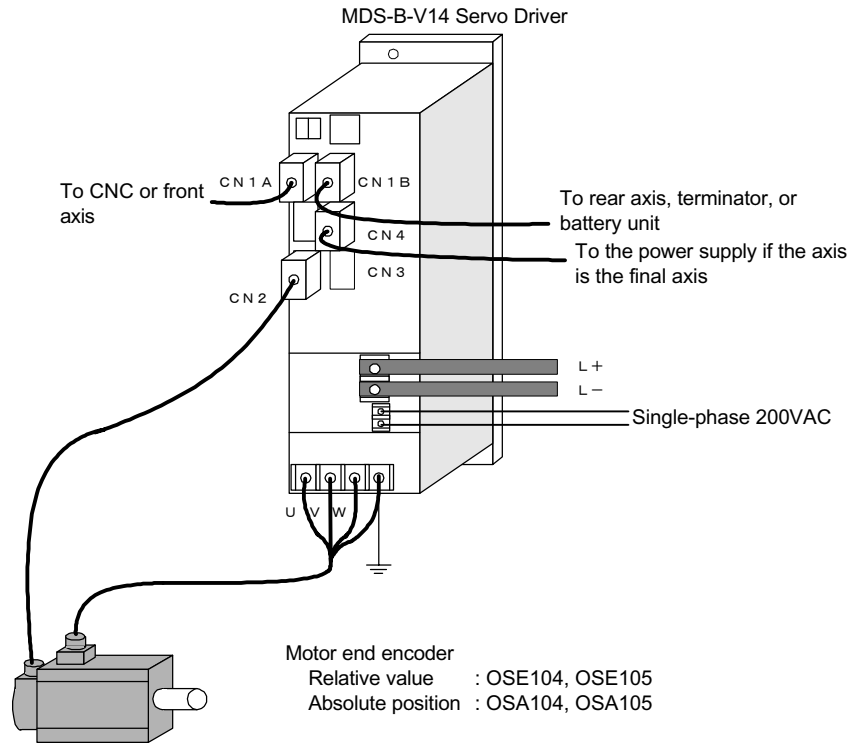 MDS-B-V14 Servo Driver
To CNC or front
axis
CN1A
CN1B
To rear axis, terminator, or
battery unit
CN4
To the power supply if the axis
is the final axis
CN3
CN2
L+
L−
Single-phase 200VAC
U V W
Motor end encoder
Relative value : OSE104, OSE105
Absolute position : OSA104, OSA105